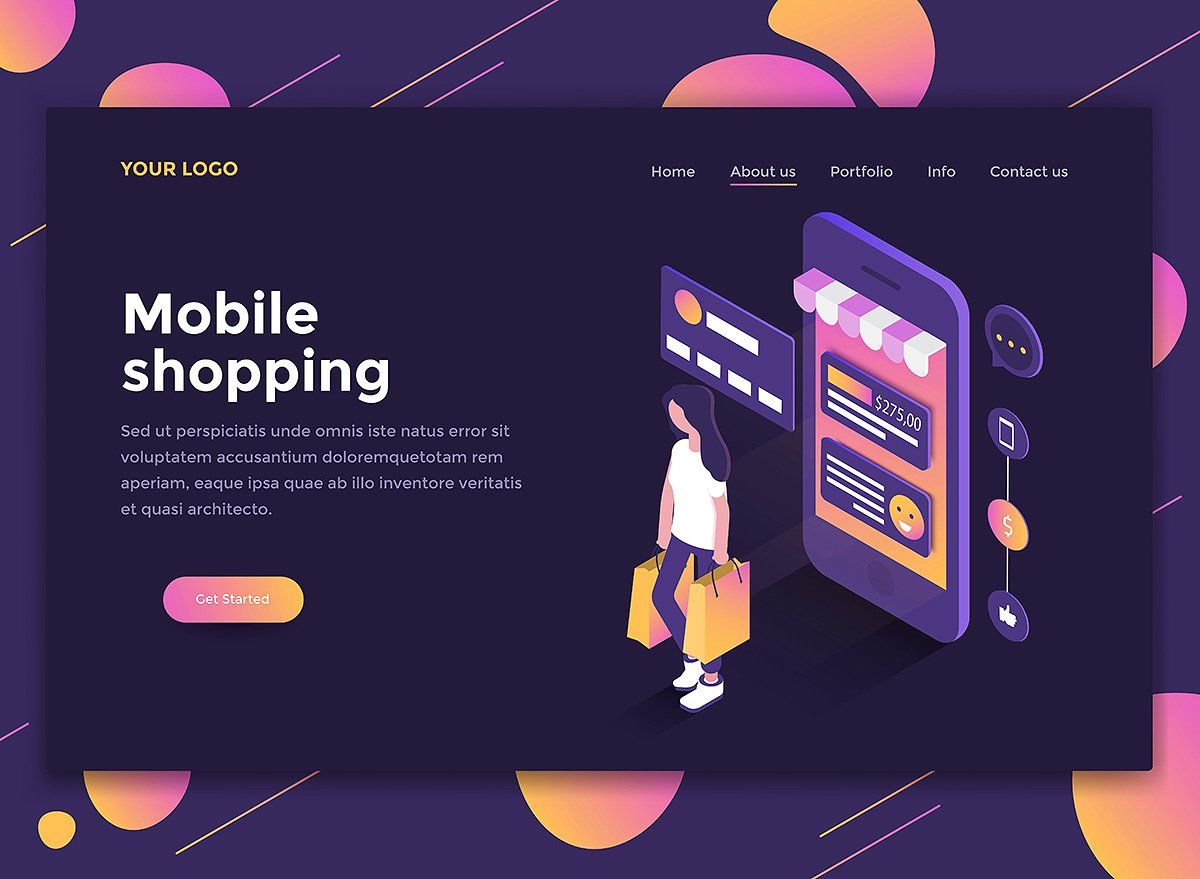 YOUR LOGO
Home About us Portfolio Info Contact us
Mobile
shopping
Sed ut perspiciatis unde omnis iste natus error sit
voluptatem accusantium doloremquetotam rem
aperiam, eaque ipsa quae ab illo inventore veritatis
et quasi architecto.
Get Started
$275,00
$